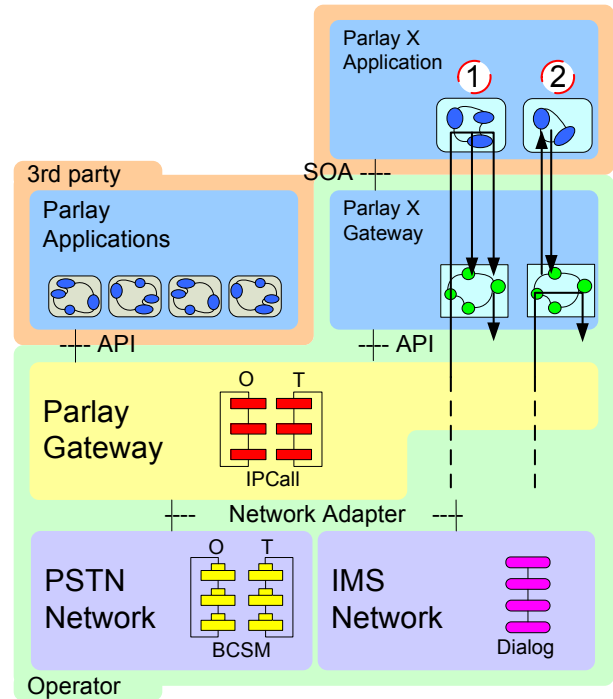 Parlay X
Application
1
2
SOA
3rd party
Parlay
Applications
Parlay X
Gateway
API
API
Parlay
Gateway
O
T
IPCall
Network Adapter
PSTN
Network
O
T
BCSM
IMS
Network
Dialog
Operator